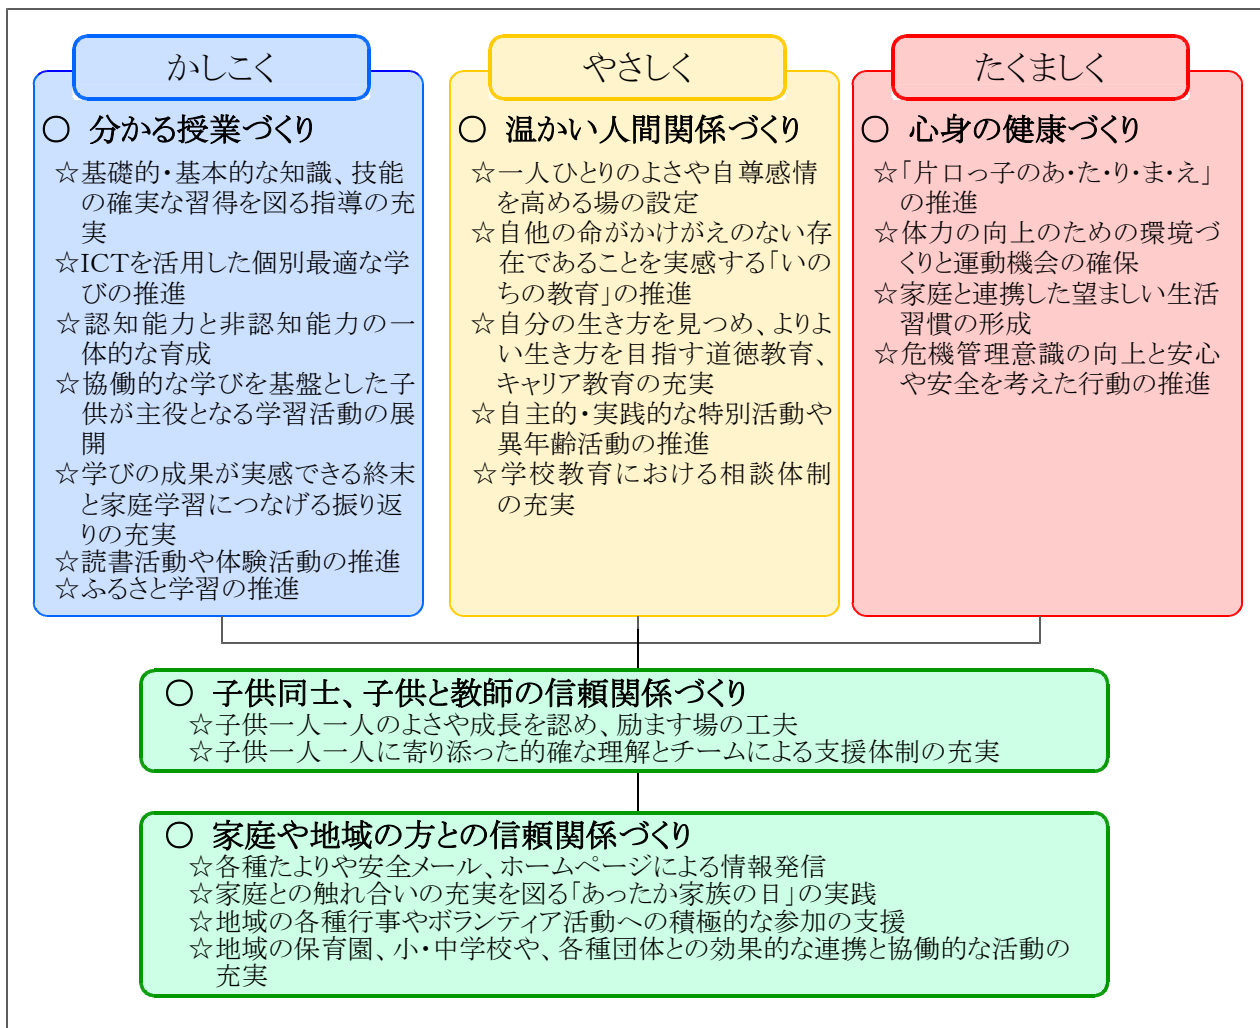 かしこく
○ 分かる授業づくり
☆基礎的・基本的な知識、技能
の確実な習得を図る指導の充
実
☆ICTを活用した個別最適な学
びの推進
☆認知能力と非認知能力の一
体的な育成
☆協働的な学びを基盤とした子
供が主役となる学習活動の展
開
☆学びの成果が実感できる終末
と家庭学習につなげる振り返
りの充実
☆読書活動や体験活動の推進
☆ふるさと学習の推進
やさしく
○ 温かい人間関係づくり
☆一人ひとりのよさや自尊感情
を高める場の設定
☆自他の命がかけがえのない存
在であることを実感する「いの
ちの教育」の推進
☆自分の生き方を見つめ、よりよ
い生き方を目指す道徳教育、
キャリア教育の充実
☆自主的・実践的な特別活動や
異年齢活動の推進
☆学校教育における相談体制
の充実
たくましく
○ 心身の健康づくり
☆「片口っ子のあ・た・り・ま・え」
の推進
☆体力の向上のための環境づ
くりと運動機会の確保
☆家庭と連携した望ましい生活
習慣の形成
☆危機管理意識の向上と安心
や安全を考えた行動の推進
○ 子供同士、子供と教師の信頼関係づくり
☆子供一人一人のよさや成長を認め、励ます場の工夫
☆子供一人一人に寄り添った的確な理解とチームによる支援体制の充実
○ 家庭や地域の方との信頼関係づくり
☆各種たよりや安全メール、ホームページによる情報発信
☆家庭との触れ合いの充実を図る「あったか家族の日」の実践
☆地域の各種行事やボランティア活動への積極的な参加の支援
☆地域の保育園、小・中学校や、各種団体との効果的な連携と協働的な活動の
充実